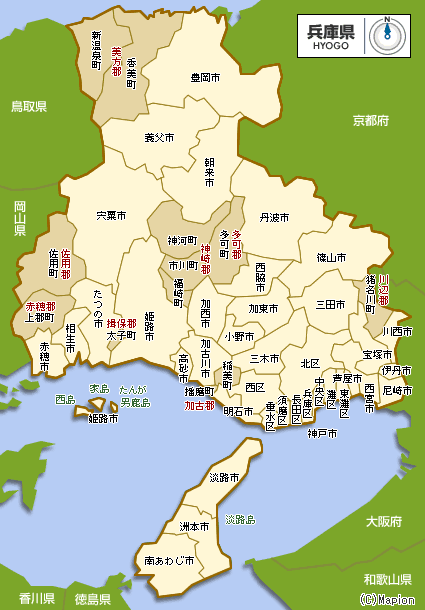 兵庫県
HYOGO
鳥取県
京都府
岡山県
新温泉町
美方郡
香美町
豊岡市
養父市
朝来市
宍粟市
神河町
神崎郡
市川町
福崎町
多可町
多可郡
丹波市
篠山市
佐用町
佐用郡
赤穂郡
上郡町
赤穂市
相生市
たつの市
揖保郡
太子町
姫路市
加西市
西脇市
加東市
小野市
三田市
猪名川町
川辺郡
川西市
宝塚市
伊丹市
尼崎市
西宮市
芦屋市
三木市
加古川市
高砂市
稲美町
播磨町
加古郡
明石市
西区
北区
垂水区
須磨区
長田区
兵庫区
中央区
灘区
東灘区
神戸市
西島
家島
たんが
男鹿島
姫路市
淡路市
淡路島
洲本市
南あわじ市
大阪府
和歌山県
香川県
徳島県
(C)Mapion